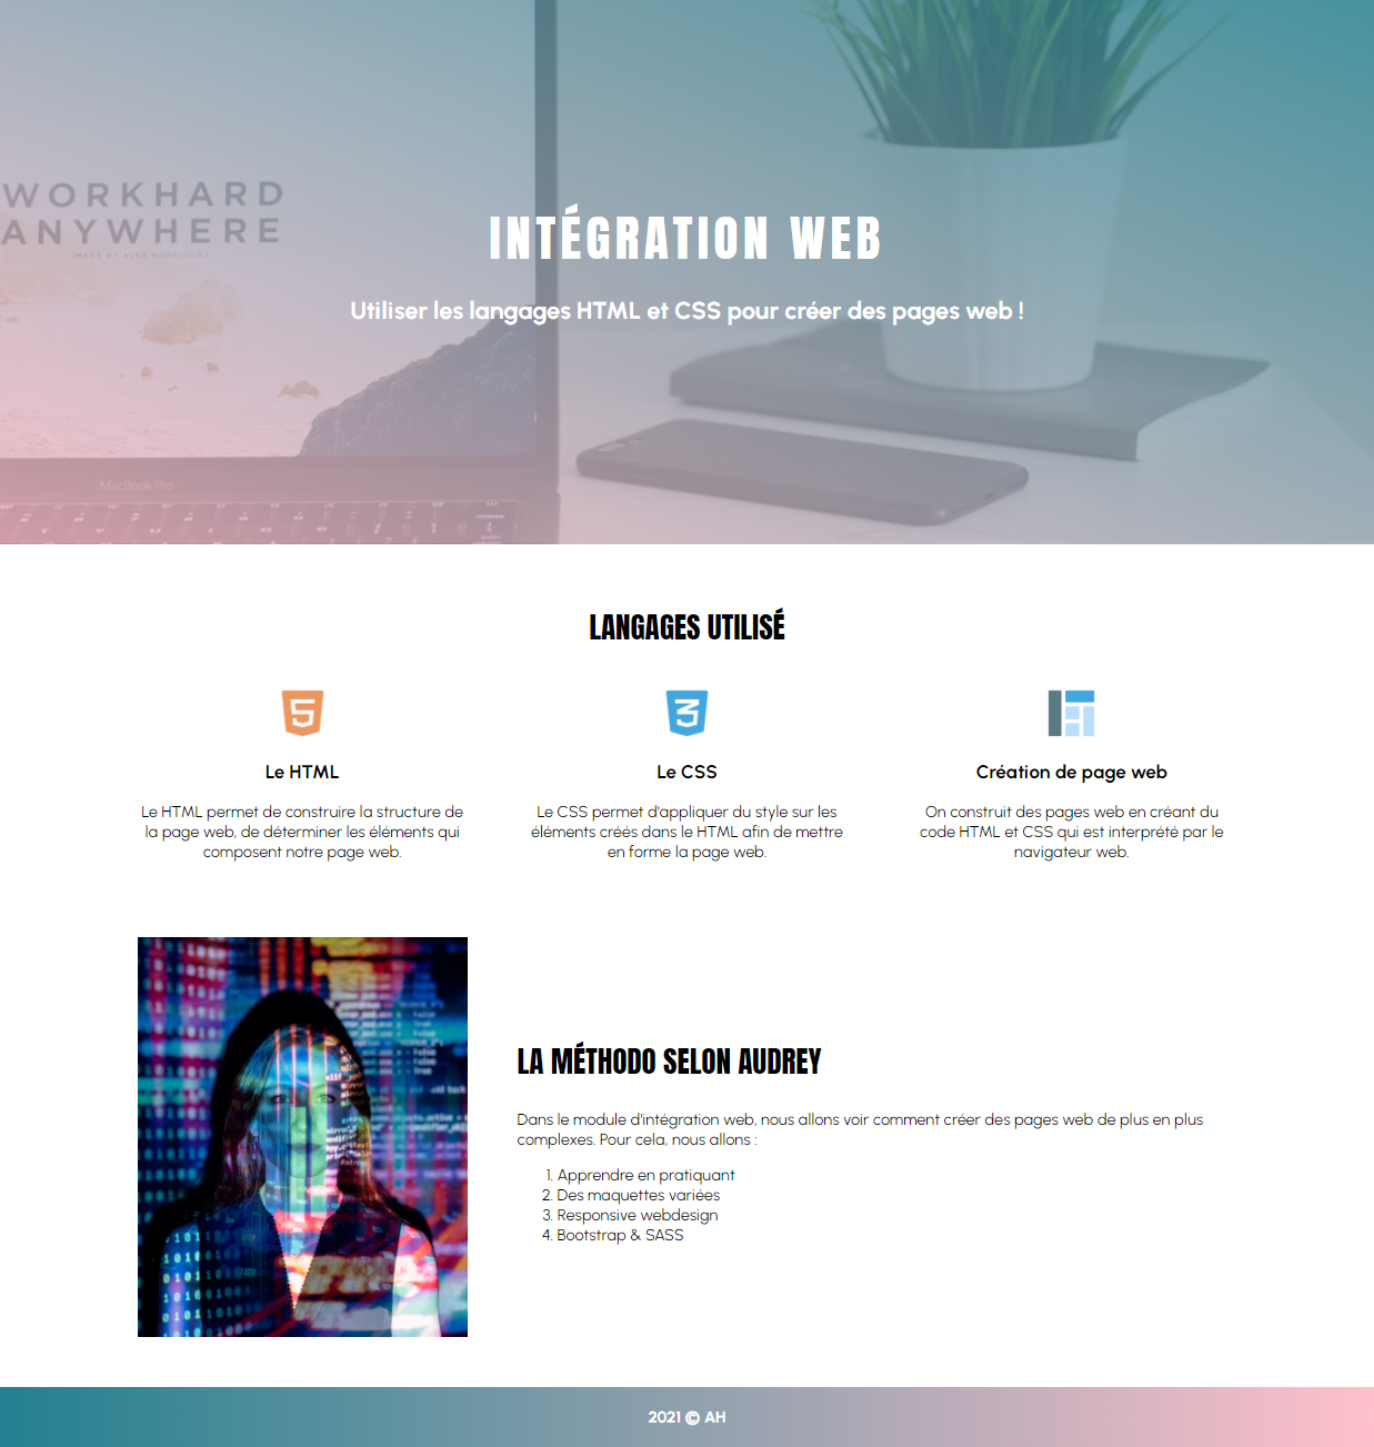 WORKHARD
ANYWHERE
IMAGE BY ALEX RODRIGUEZ
INTÉGRATION WEB
Utiliser les langages HTML et CSS pour créer des pages web !
MacBook Pro
LANGAGES UTILISÉ
5
3
Le HTML
Le HTML permet de construire la structure de
la page web, de déterminer les éléments qui
composent notre page web.
Le CSS
Le CSS permet d'appliquer du style sur les
éléments créés dans le HTML afin de mettre
en forme la page web.
Création de page web
On construit des pages web en créant du
code HTML et CSS qui est interprété par le
navigateur web.
LA MÉTHODO SELON AUDREY
Dans le module d'intégration web, nous allons voir comment créer des pages web de plus en plus
complexes. Pour cela, nous allons :
1. Apprendre en pratiquant
2. Des maquettes variées
3. Responsive webdesign
4. Bootstrap & SASS
2021 © AH